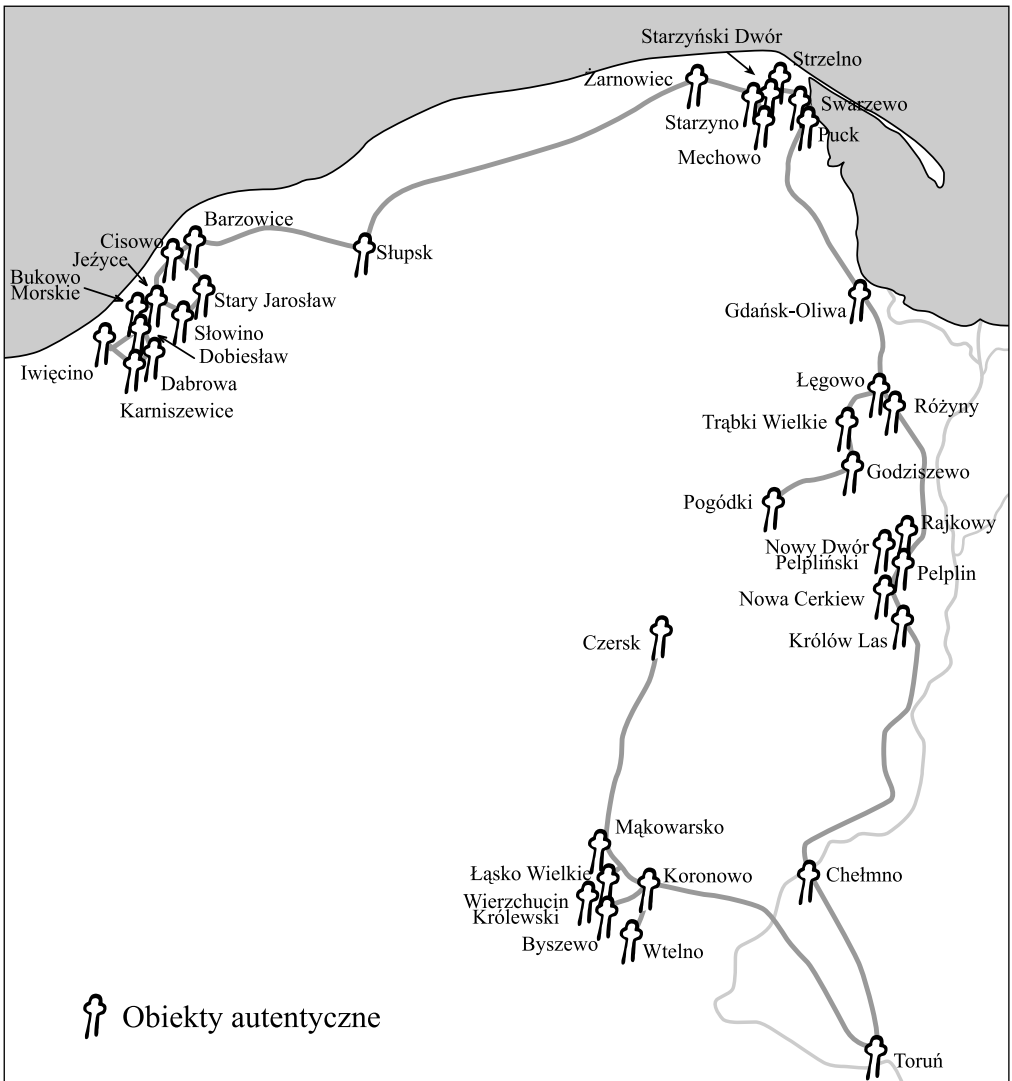 Starzyński Dwór
Strzelno
Żarnowiec
Swarzewo
Starzyno
Puck
Mechowo
Barzowice
Cisowo
Słupsk
Jeźyce
Bukowo
Morskie
Stary Jarosław
Gdańsk-Oliwa
Słowino
Dobiesław
Iwięcino
Dabrowa
Karniszewice
Łęgowo
Różyny
Trąbki Wielkie
Godziszewo
Pogódki
Rajkowy
Nowy Dwór
Pelpliński
Pelplin
Nowa Cerkiew
Królów Las
Czersk
Mąkowarsko
Łąsko Wielkie
Koronowo
Chełmno
Wierzchucin
Królewski
Byszewo
Wtelno
Obiekty autentyczne
Toruń